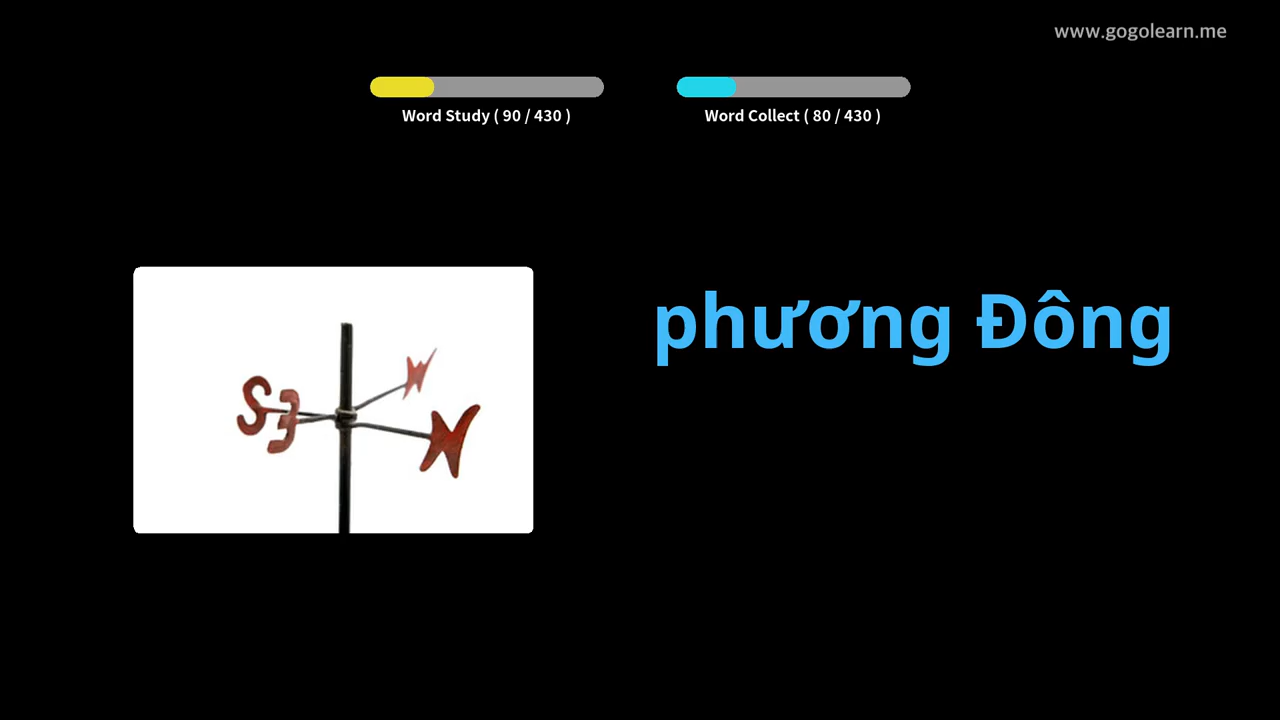 www.gogolearn.me
Word Study ( 90 / 430 )
Word Collect ( 80 / 430 )
phương Đông
S E N